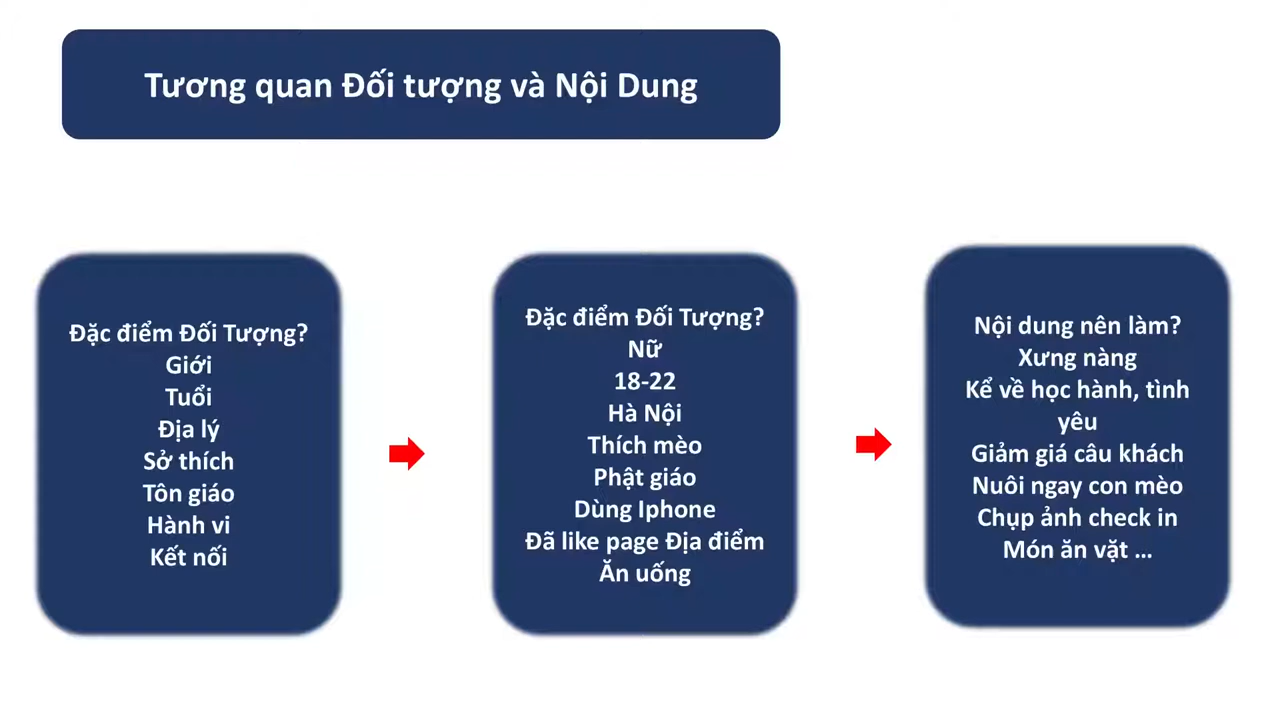 Tương quan Đối tượng và Nội Dung
Đặc điểm Đối Tượng?
Giới
Tuổi
Địa lý
Sở thích
Tôn giáo
Hành vi
Kết nối
Đặc điểm Đối Tượng?
Nữ
18-22
Hà Nội
Thích mèo
Phật giáo
Dùng Iphone
Đã like page Địa điểm
Ăn uống
Nội dung nên làm?
Xưng nàng
Kể về học hành, tình
yêu
Giảm giá câu khách
Nuôi ngay con mèo
Chụp ảnh check in
Món ăn vặt ...